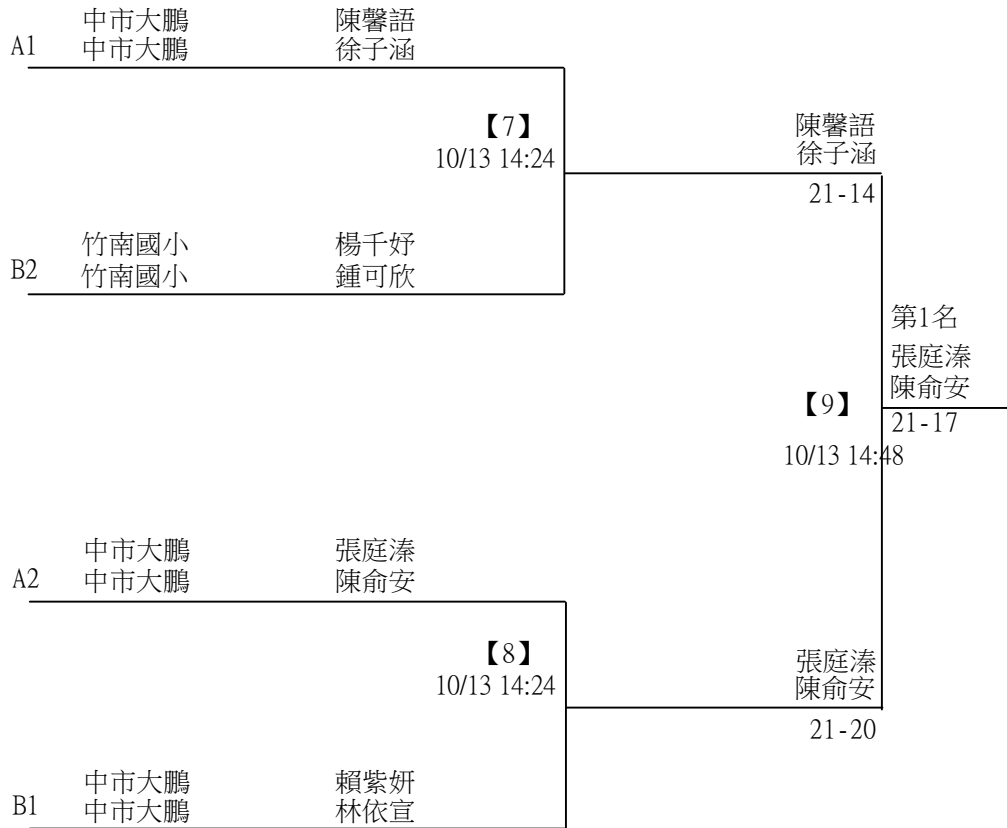 中市大鵬 陳馨語
A1 中市大鵬 徐子涵
【7】
10/13 14:24
陳馨語
徐子涵
21-14
竹南國小 楊千妤
B2 竹南國小 鍾可欣
第1名
張庭溱
陳俞安
【9】
21-17
10/13 14:48
中市大鵬 張庭溱
A2 中市大鵬 陳俞安
【8】
10/13 14:24
張庭溱
陳俞安
21-20
中市大鵬 賴紫妍
B1 中市大鵬 林依宣